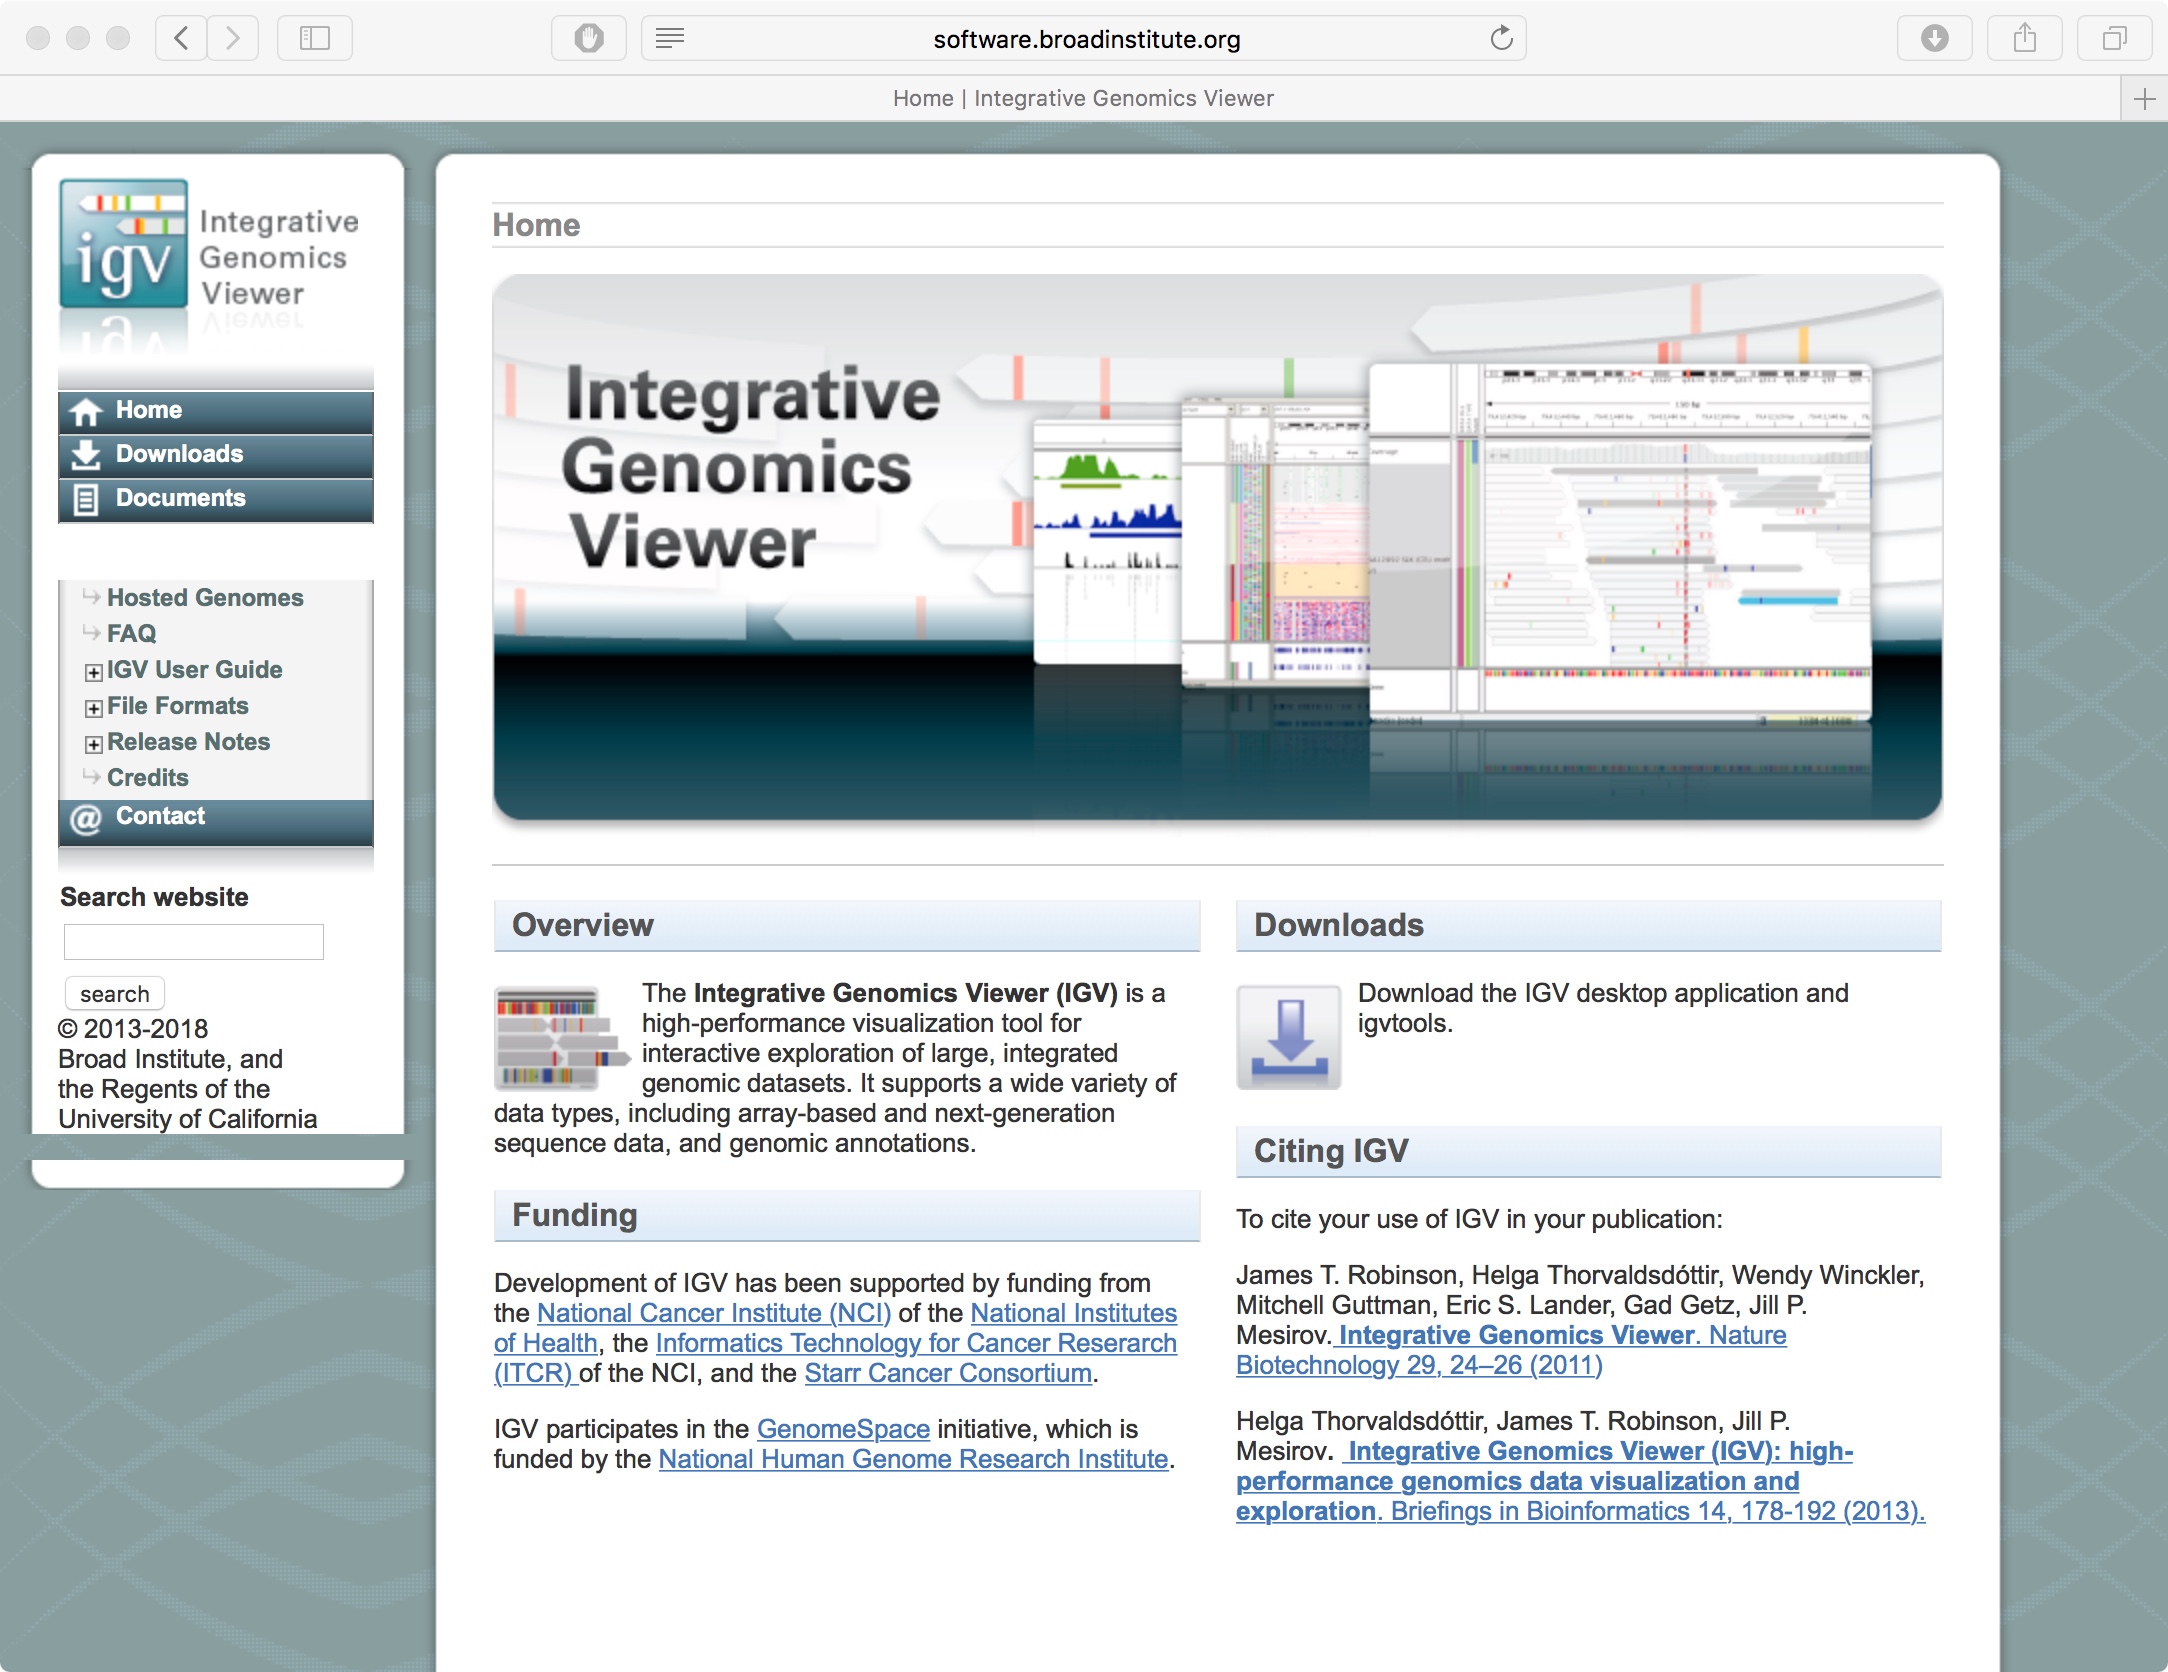 software.broadinstitute.org
Home | Integrative Genomics Viewer
igv
Integrative
Genomics
Viewer
Home
Downloads
Documents
Hosted Genomes
FAQ
IGV User Guide
File Formats
Release Notes
Credits
Contact
Search website
search
© 2013-2018
Broad Institute, and
the Regents of the
University of California
Home
Integrative
Genomics
Viewer
Overview
The Integrative Genomics Viewer (IGV) is a
high-performance visualization tool for
interactive exploration of large, integrated
genomic datasets. It supports a wide variety of
data types, including array-based and next-generation
sequence data, and genomic annotations.
Funding
Development of IGV has been supported by funding from
the National Cancer Institute (NCI) of the National Institutes
of Health, the Informatics Technology for Cancer Reserarch
(ITCR) of the NCI, and the Starr Cancer Consortium.
IGV participates in the GenomeSpace initiative, which is
funded by the National Human Genome Research Institute.
Downloads
Download the IGV desktop application and
igvtools.
Citing IGV
To cite your use of IGV in your publication:
James T. Robinson, Helga Thorvaldsdóttir, Wendy Winckler,
Mitchell Guttman, Eric S. Lander, Gad Getz, Jill P.
Mesirov. Integrative Genomics Viewer. Nature
Biotechnology 29, 24–26 (2011)
Helga Thorvaldsdóttir, James T. Robinson, Jill P.
Mesirov. Integrative Genomics Viewer (IGV): high-
performance genomics data visualization and
exploration. Briefings in Bioinformatics 14, 178-192 (2013).